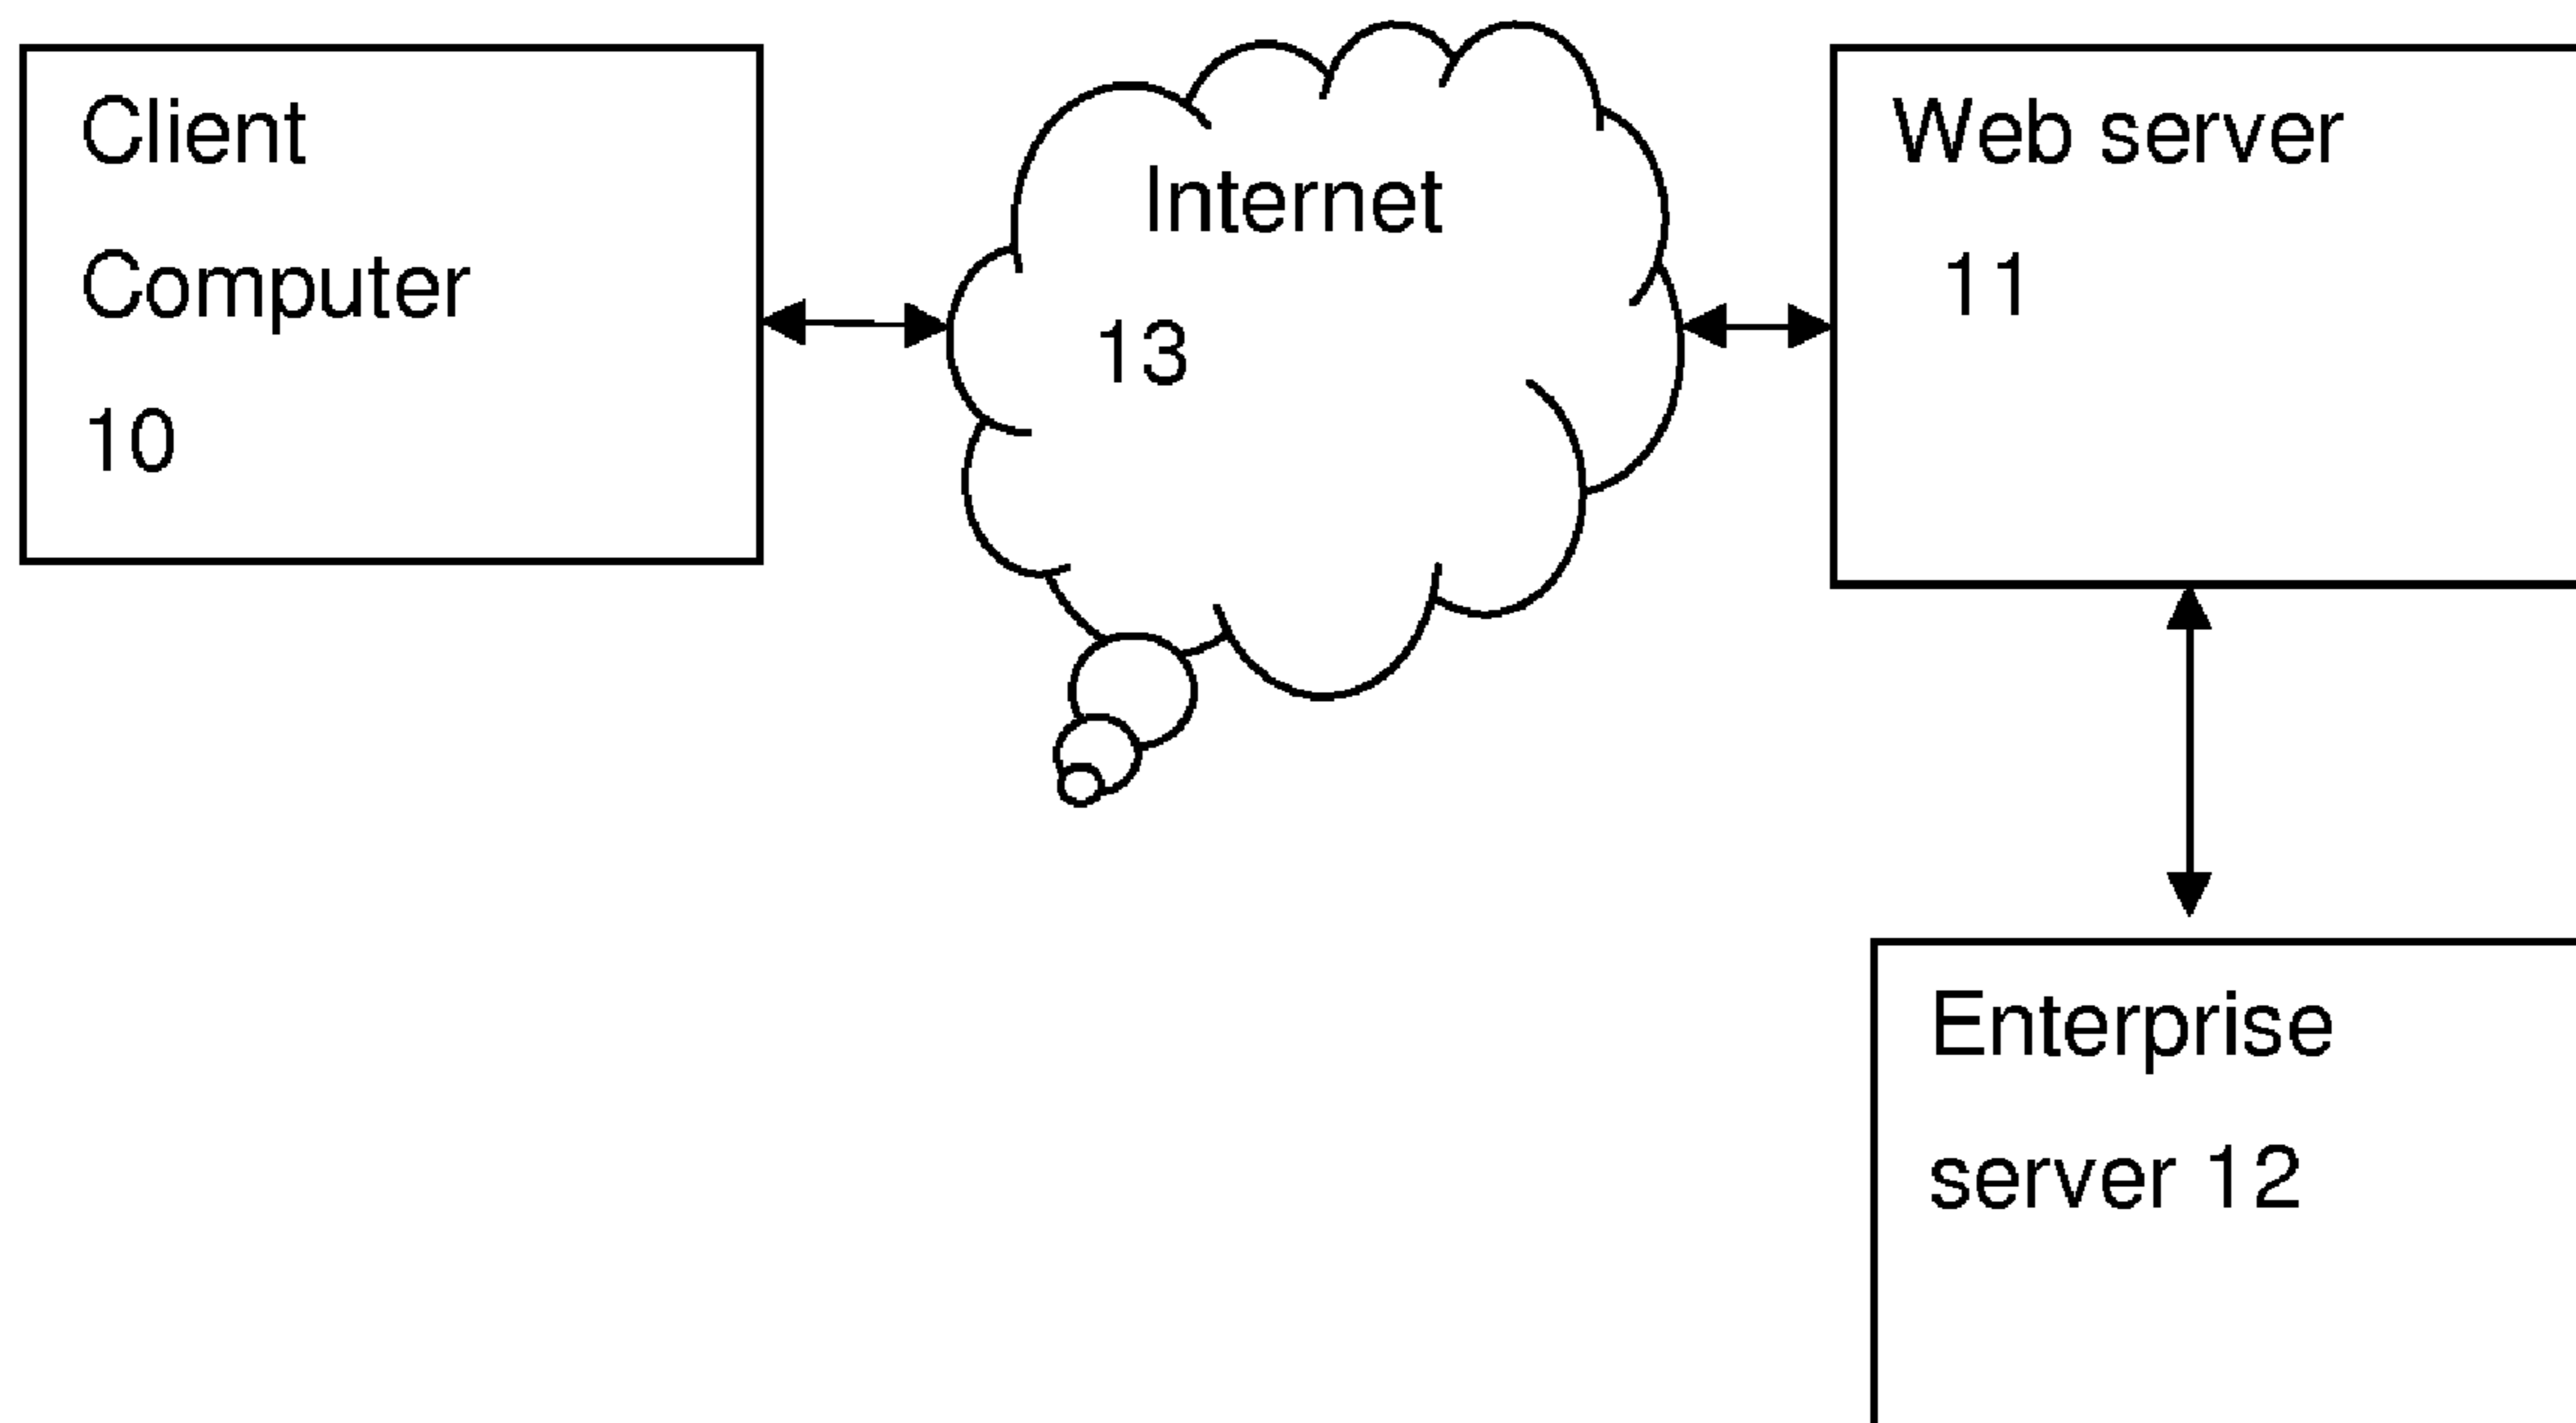 Client
Computer
10
Internet
13
Web server
11
Enterprise
server 12